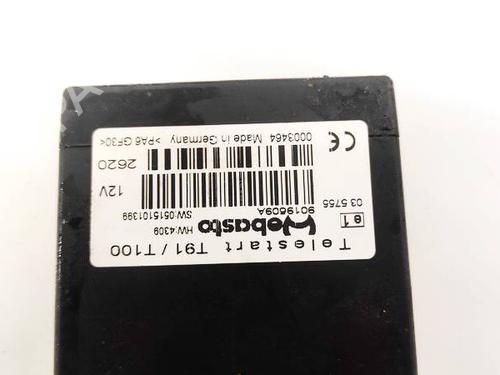 Telestart T91 / T100
Webasto
HW:4309
9019809A
SW:0515101399
e1
03 5755
12V
2620
0003464 Made in Germany >PA6 GF30<
CE